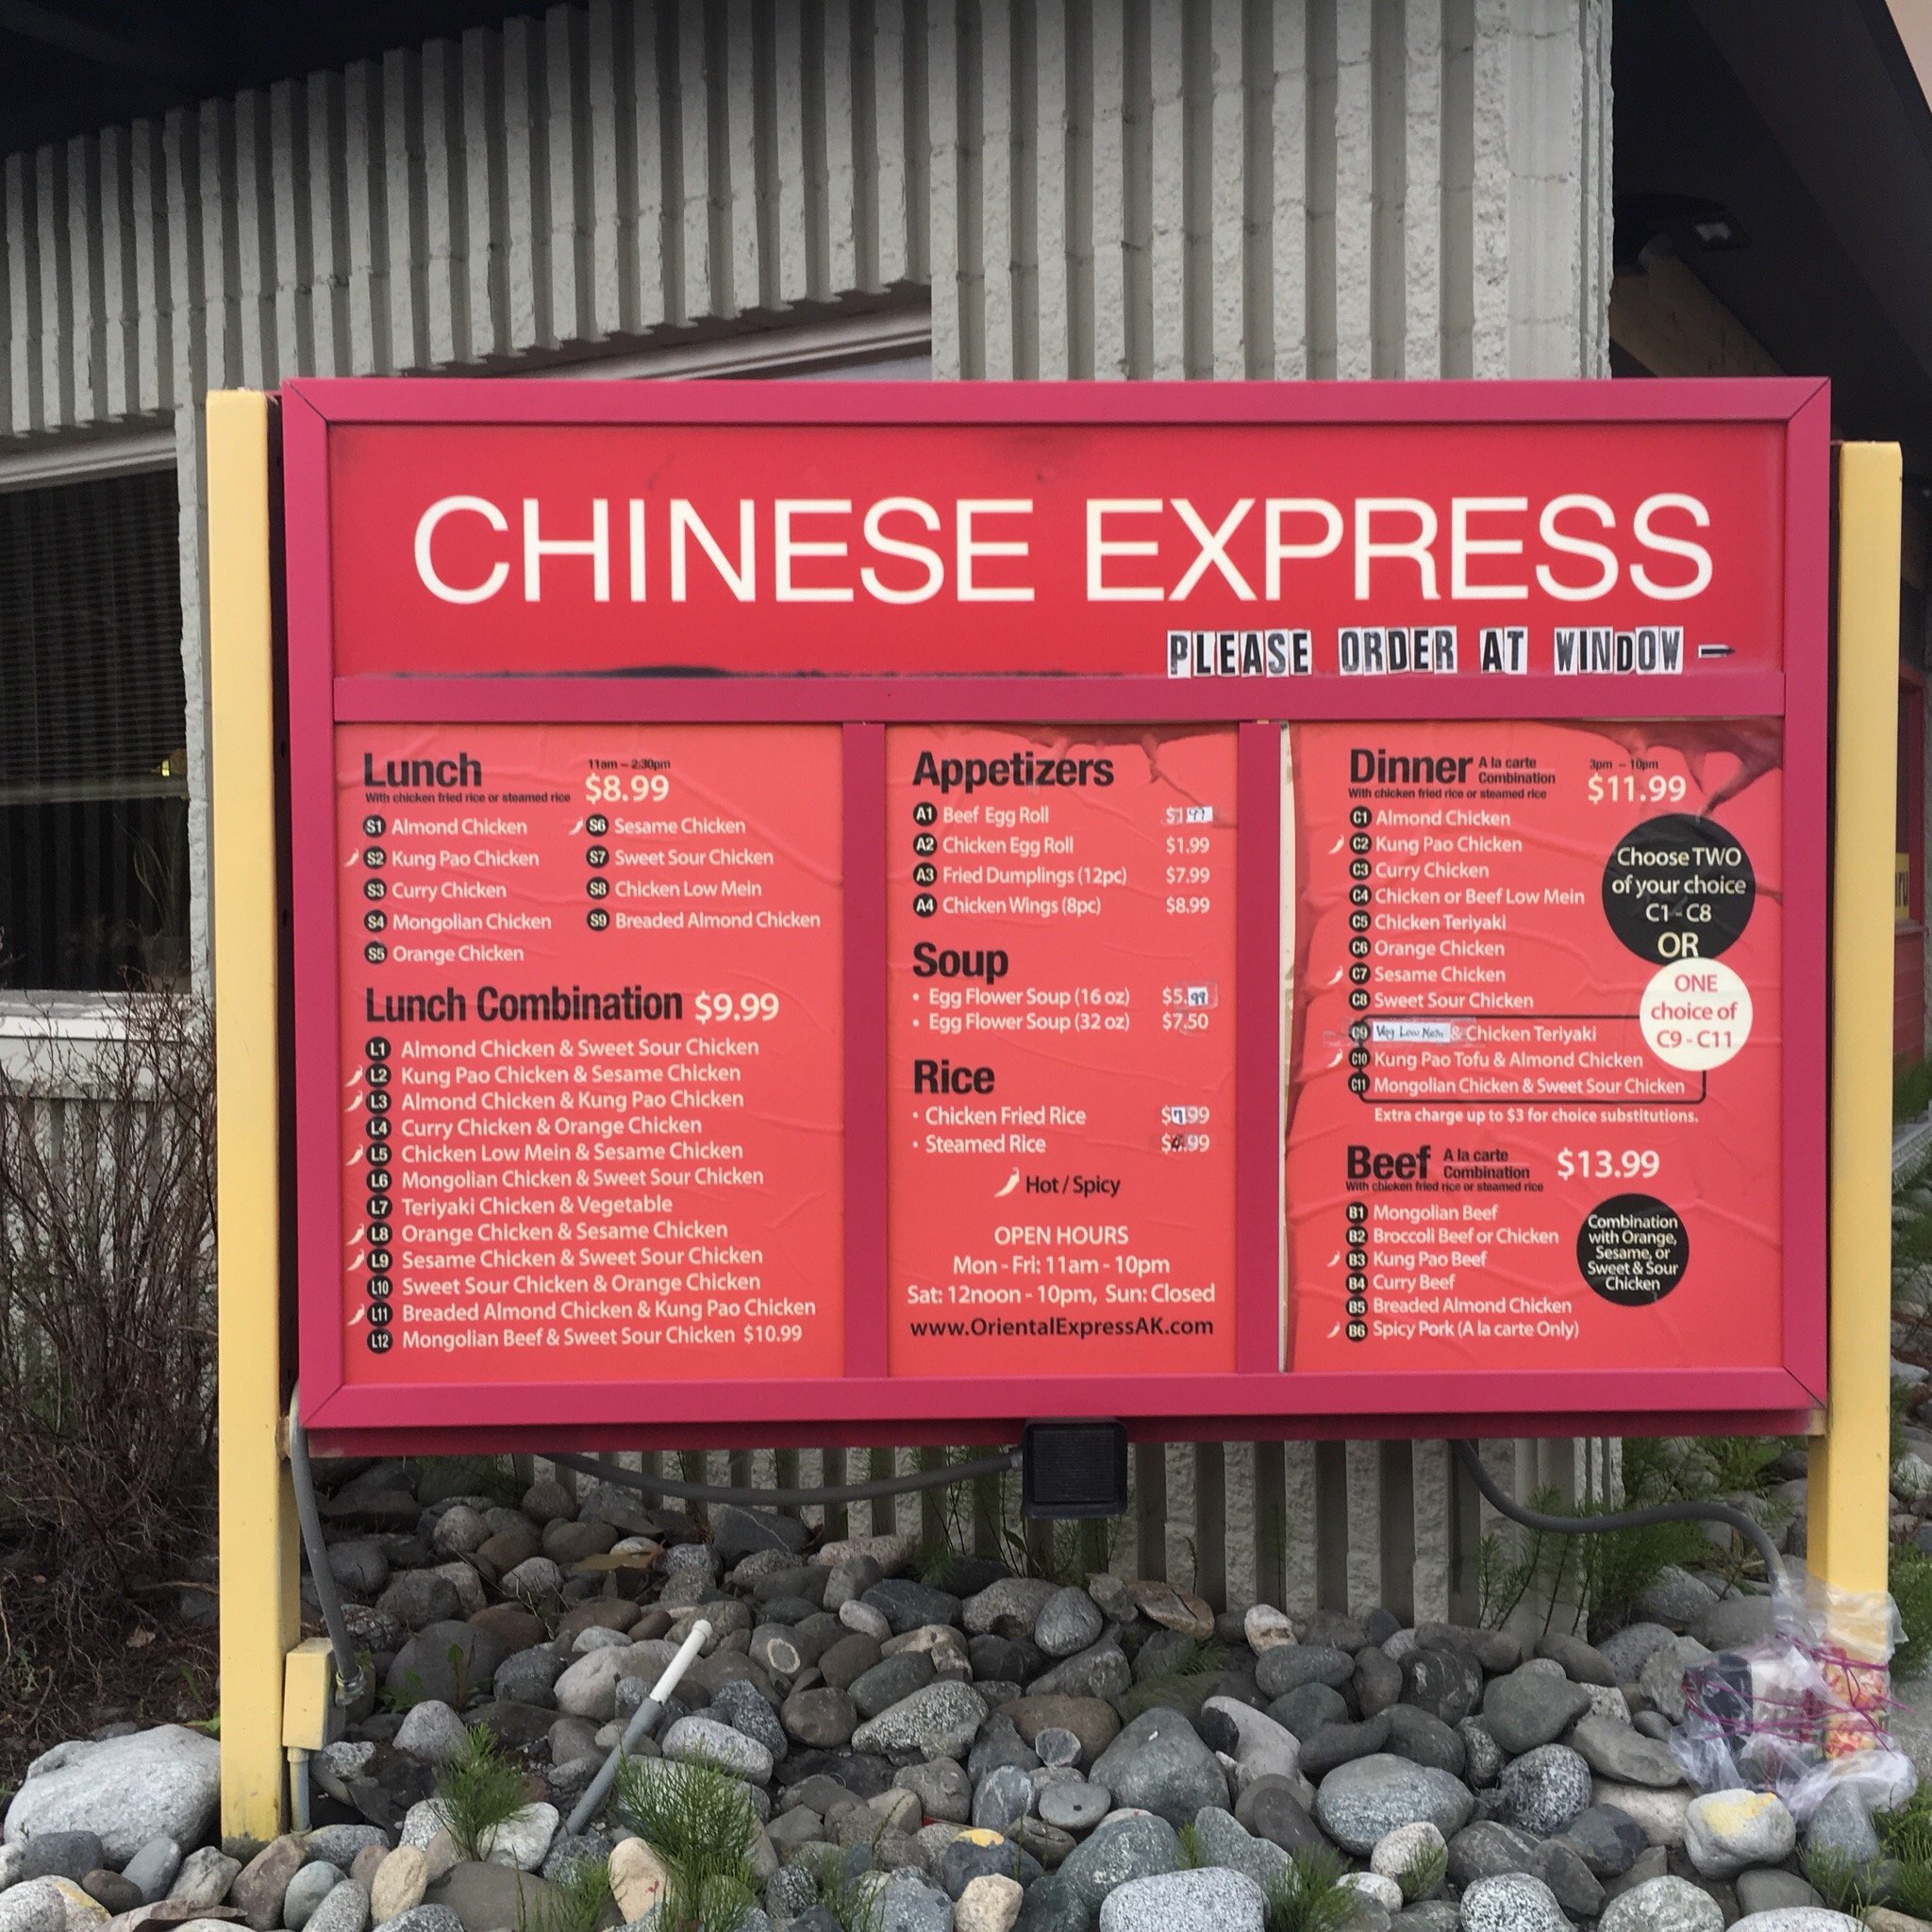 CHINESE EXPRESS
PLEASE ORDER AT WINDOW
Lunch
With chicken fried rice or steamed rice
11am – 2:30pm
$8.99
S1 Almond Chicken
S2 Kung Pao Chicken
S3 Curry Chicken
S4 Mongolian Chicken
S5 Orange Chicken
S6 Sesame Chicken
S7 Sweet Sour Chicken
S8 Chicken Low Mein
S9 Breaded Almond Chicken
Lunch Combination $9.99
L1 Almond Chicken & Sweet Sour Chicken
L2 Kung Pao Chicken & Sesame Chicken
L3 Almond Chicken & Kung Pao Chicken
L4 Curry Chicken & Orange Chicken
L5 Chicken Low Mein & Sesame Chicken
L6 Mongolian Chicken & Sweet Sour Chicken
L7 Teriyaki Chicken & Vegetable
L8 Orange Chicken & Sesame Chicken
L9 Sesame Chicken & Sweet Sour Chicken
L10 Sweet Sour Chicken & Orange Chicken
L11 Breaded Almond Chicken & Kung Pao Chicken
L12 Mongolian Beef & Sweet Sour Chicken $10.99
Appetizers
A1 Beef Egg Roll
A2 Chicken Egg Roll $1.99
A3 Fried Dumplings (12pc) $7.99
A4 Chicken Wings (8pc) $8.99
Soup
• Egg Flower Soup (16 oz) $5.99
• Egg Flower Soup (32 oz) $7.50
Rice
• Chicken Fried Rice
• Steamed Rice
Hot / Spicy
OPEN HOURS
Mon - Fri: 11am - 10pm
Sat: 12noon - 10pm, Sun: Closed
www.OrientalExpressAK.com
Dinner A la carte Combination
With chicken fried rice or steamed rice
3pm – 10pm
$11.99
C1 Almond Chicken
C2 Kung Pao Chicken
C3 Curry Chicken
C4 Chicken or Beef Low Mein
C5 Chicken Teriyaki
C6 Orange Chicken
C7 Sesame Chicken
C8 Sweet Sour Chicken
C9 Veg Low Mein & Chicken Teriyaki
C10 Kung Pao Tofu & Almond Chicken
C11 Mongolian Chicken & Sweet Sour Chicken
Extra charge up to $3 for choice substitutions.
Choose TWO
of your choice
C1 - C8
OR
ONE
choice of
C9 - C11
Beef A la carte Combination
With chicken fried rice or steamed rice
$13.99
B1 Mongolian Beef
B2 Broccoli Beef or Chicken
B3 Kung Pao Beef
B4 Curry Beef
B5 Breaded Almond Chicken
B6 Spicy Pork (A la carte Only)
Combination
with Orange,
Sesame, or
Sweet & Sour
Chicken